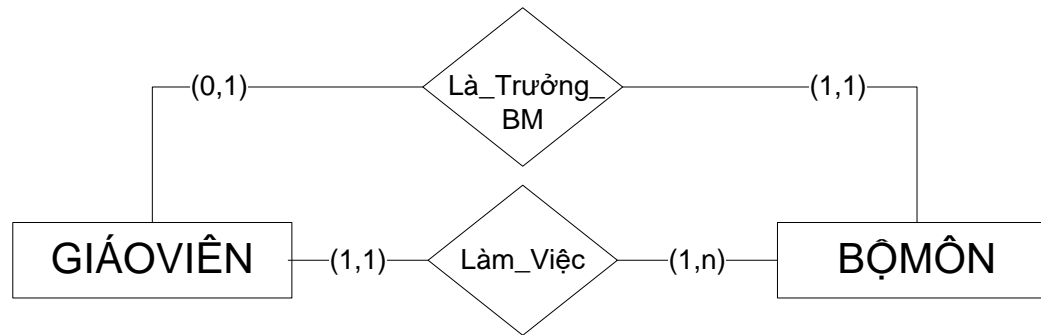 (0,1)
Là_Trưởng_
BM
(1,1)
GIÁOVIÊN
(1,1)
Làm_Việc
(1,n)
BỘMÔN